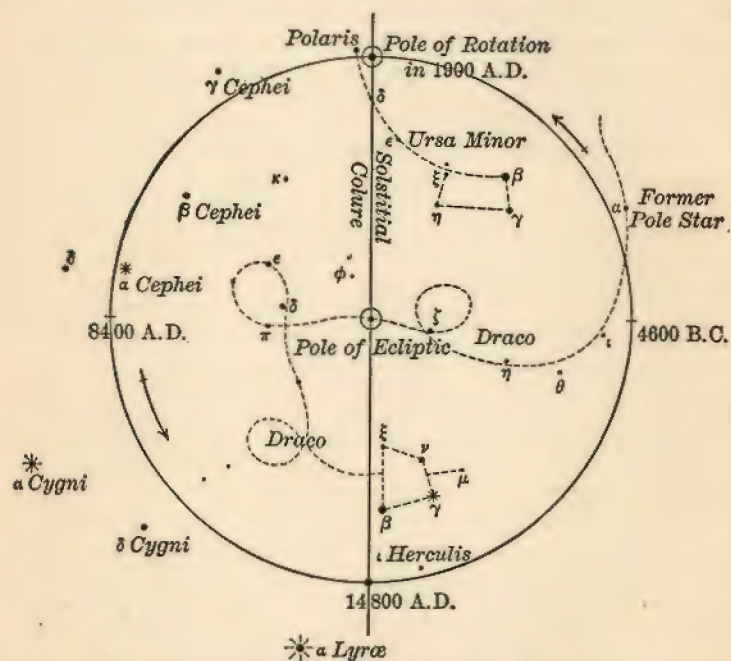 Polaris
Pole of Rotation
in 1900 A.D.
γ Cephei
δ
ε
Ursa Minor
κ
ξ
β
Solstitial
Colure
η
γ
β Cephei
α
Former
Pole Star
δ
α Cephei
e
φ
δ
ζ
Draco
8400 A.D.
π
Pole of Ecliptic
4600 B.C.
ι
η
θ
Draco
ξ
ν
μ
α Cygni
γ
β
δ Cygni
ι Herculis
14800 A.D.
α Lyræ